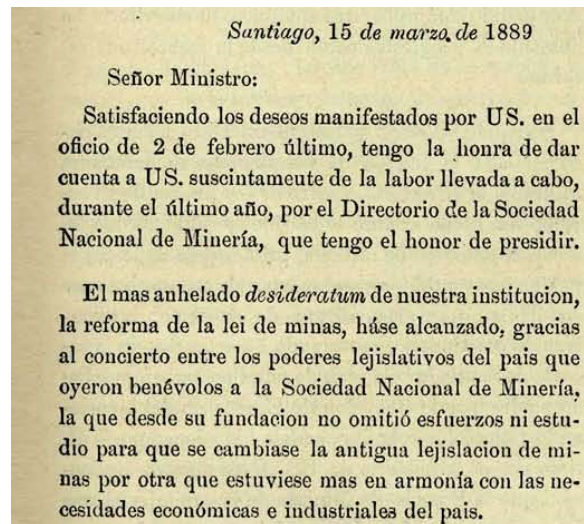 Santiago, 15 de marzo de 1889
Señor Ministro:
Satisfaciendo los deseos manifestados por US. en el
oficio de 2 de febrero último, tengo la honra de dar
cuenta a US. suscintamente de la labor llevada a cabo,
durante el último año, por el Directorio de la Sociedad
Nacional de Minería, que tengo el honor de presidir.
El mas anhelado desideratum de nuestra institucion,
la reforma de la lei de minas, háse alcanzado, gracias
al concierto entre los poderes lejislativos del pais que
oyeron benévolos a la Sociedad Nacional de Minería,
la que desde su fundacion no omitió esfuerzos ni estu-
dio para que se cambiase la antigua lejislacion de mi-
nas por otra que estuviese mas en armonía con las ne-
cesidades económicas e industriales del pais.